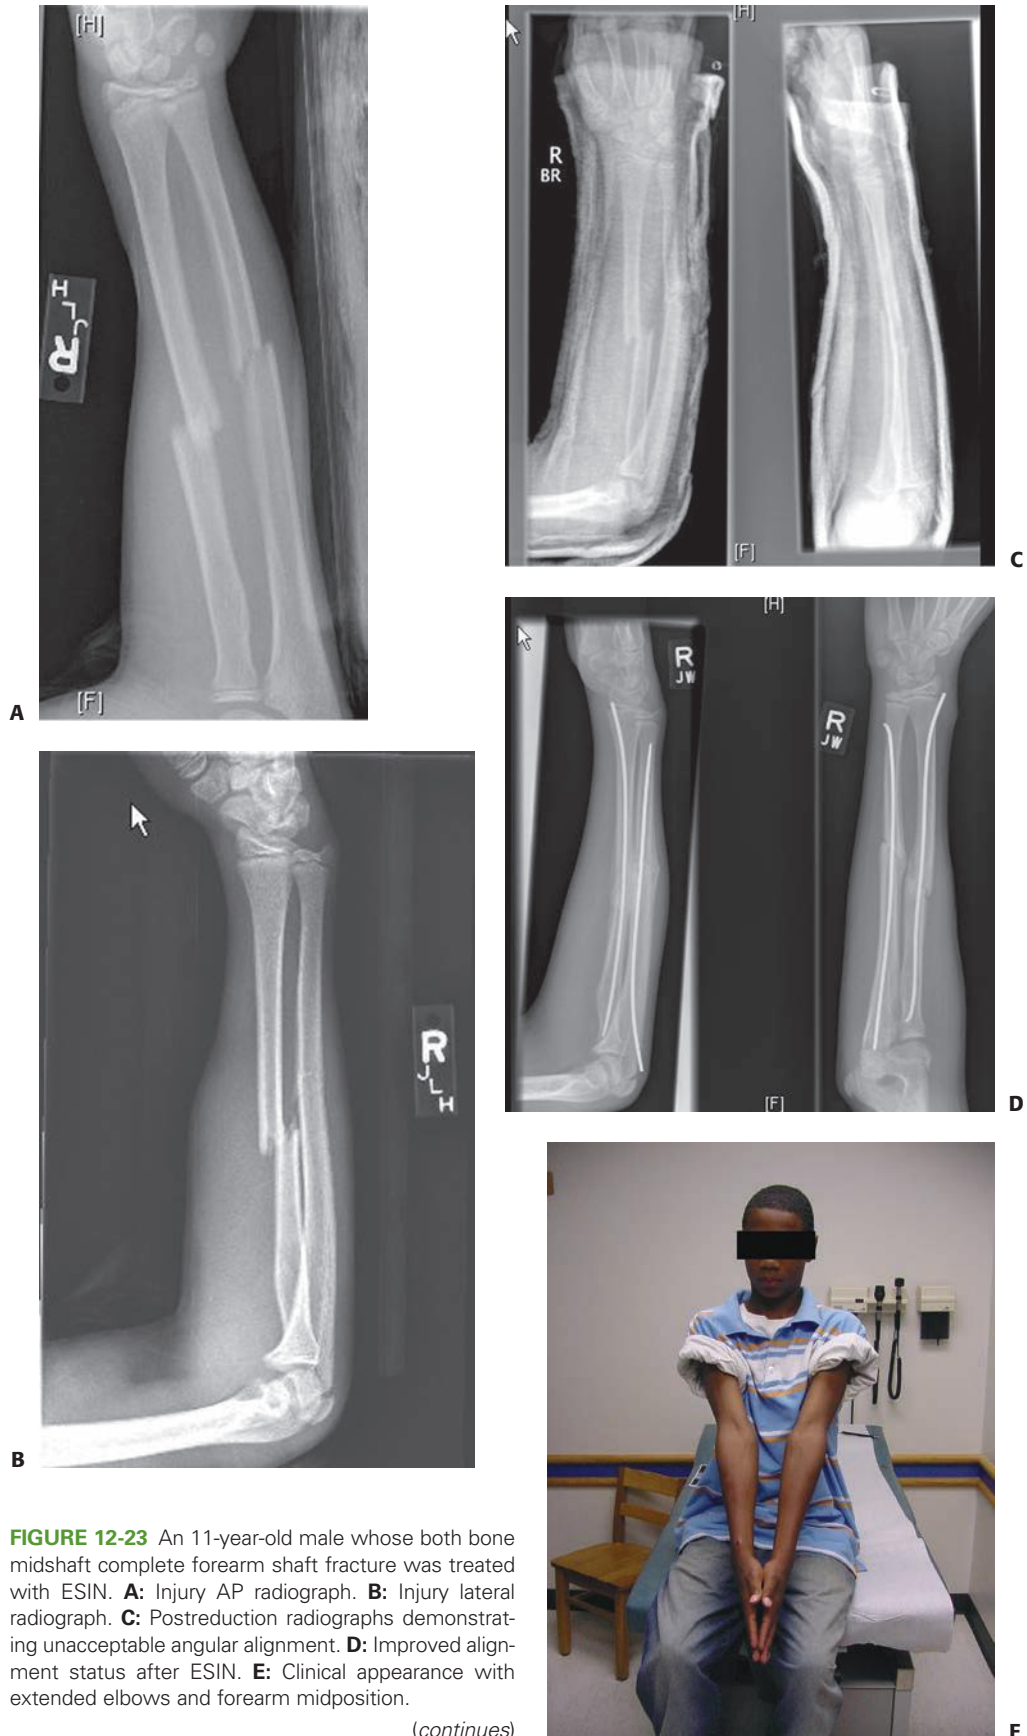 [H]
H
L
J
R
[F]
A
[H]
R
BR
[F]
C
[H]
R
JW
R
JW
[F]
D
R
J
L
H
B
E
FIGURE 12-23 An 11-year-old male whose both bone
midshaft complete forearm shaft fracture was treated
with ESIN. A: Injury AP radiograph. B: Injury lateral
radiograph. C: Postreduction radiographs demonstrat-
ing unacceptable angular alignment. D: Improved align-
ment status after ESIN. E: Clinical appearance with
extended elbows and forearm midposition.
(continues)